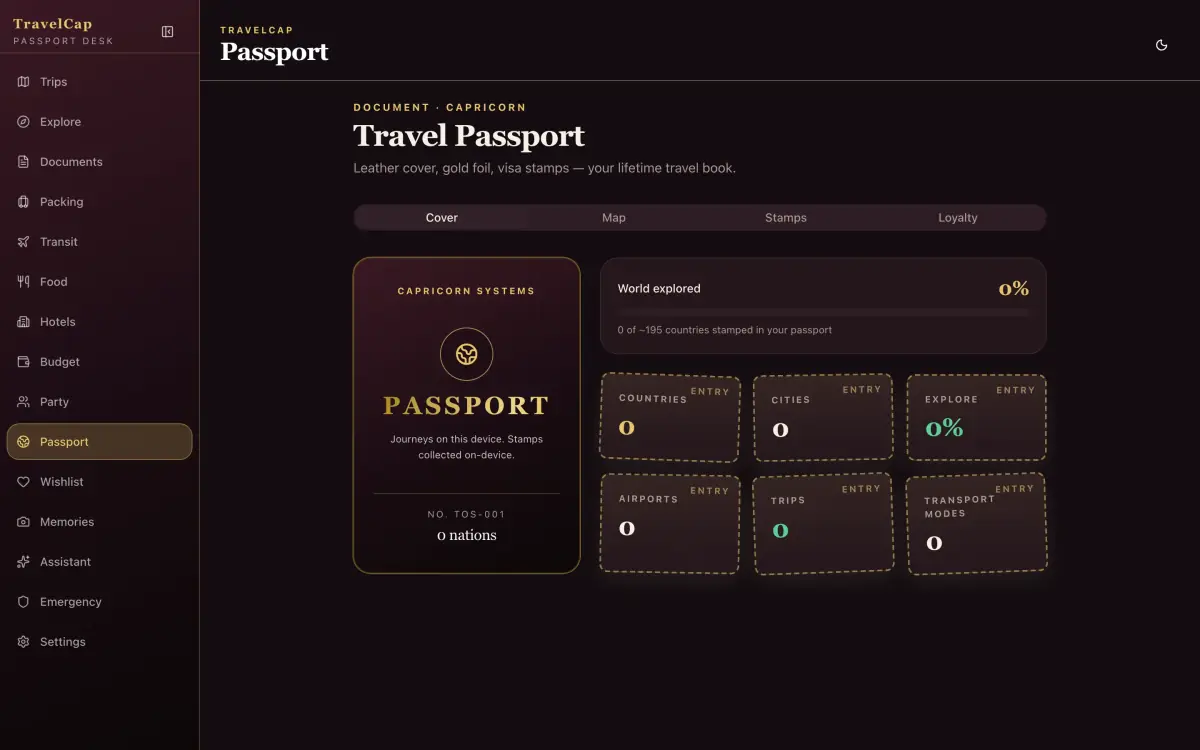 TravelCap
PASSPORT DESK
Trips
Explore
Documents
Packing
Transit
Food
Hotels
Budget
Party
Passport
Wishlist
Memories
Assistant
Emergency
Settings
TRAVELCAP
Passport
DOCUMENT · CAPRICORN
Travel Passport
Leather cover, gold foil, visa stamps — your lifetime travel book.
Cover
Map
Stamps
Loyalty
CAPRICORN SYSTEMS
PASSPORT
Journeys on this device. Stamps
collected on-device.
NO. TOS-001
0 nations
World explored
0%
0 of ~195 countries stamped in your passport
ENTRY
COUNTRIES
0
ENTRY
CITIES
0
ENTRY
EXPLORE
0%
ENTRY
AIRPORTS
0
ENTRY
TRIPS
0
ENTRY
TRANSPORT
MODES
0